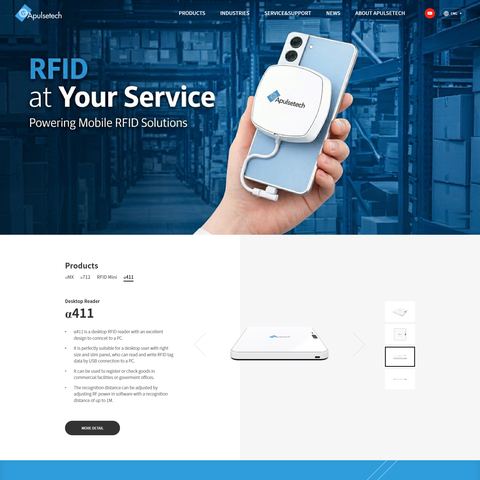 Apulsetech
PRODUCTS INDUSTRIES SERVICE&SUPPORT NEWS ABOUT APULSETECH ENG
RFID
at Your Service
Powering Mobile RFID Solutions
Apulsetech
Products
αMX α711 RFID Mini α411
Desktop Reader
α411
α411 is a desktop RFID reader with an excellent
design to connect to a PC.
It is perfectly suitable for a desktop user with right
size and slim panel, who can read and write RFID tag
data by USB connection to a PC.
It can be used to register or check goods in
commercial facilities or goverment offices.
The recognition distance can be adjusted by
adjusting RF power in software with a recognition
distance of up to 1M.
MORE DETAIL